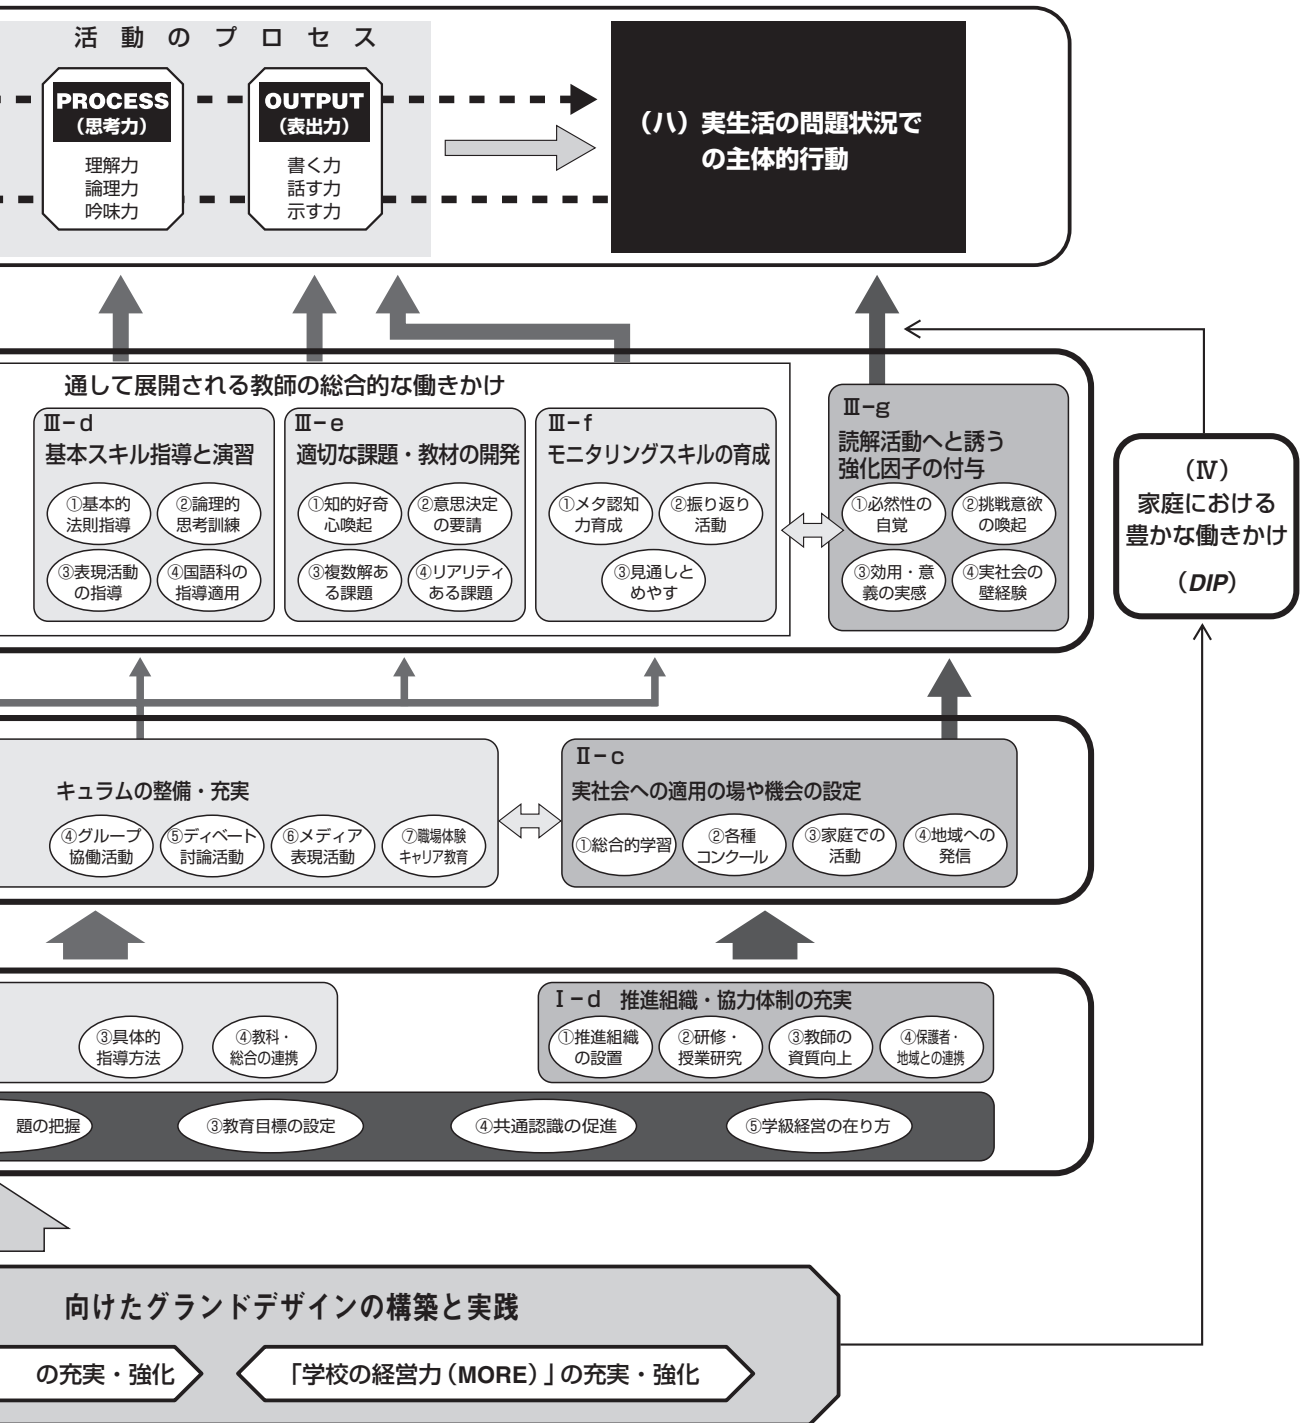 活動のプロセス
PROCESS
（思考力）
理解力
論理力
吟味力
OUTPUT
（表出力）
書く力
話す力
示す力
（ハ）実生活の問題状況で
の主体的行動
通して展開される教師の総合的な働きかけ
Ⅲ−d
基本スキル指導と演習
①基本的
法則指導
②論理的
思考訓練
③表現活動
の指導
④国語科の
指導適用
Ⅲ−e
適切な課題・教材の開発
①知的好奇
心喚起
②意思決定
の要請
③複数解あ
る課題
④リアリティ
ある課題
Ⅲ−f
モニタリングスキルの育成
①メタ認知
力育成
②振り返り
活動
③見通しと
めやす
Ⅲ−g
読解活動へと誘う
強化因子の付与
①必然性の
自覚
②挑戦意欲
の喚起
③効用・意
義の実感
④実社会の
壁経験
（Ⅳ）
家庭における
豊かな働きかけ
（DIP）
キュラムの整備・充実
④グループ
協働活動
⑤ディベート
討論活動
⑥メディア
表現活動
⑦職場体験
キャリア教育
Ⅱ−c
実社会への適用の場や機会の設定
①総合的学習
②各種
コンクール
③家庭での
活動
④地域への
発信
③具体的
指導方法
④教科・
総合の連携
Ⅰ−d 推進組織・協力体制の充実
①推進組織
の設置
②研修・
授業研究
③教師の
資質向上
④保護者・
地域との連携
題の把握
③教育目標の設定
④共通認識の促進
⑤学級経営の在り方
向けたグランドデザインの構築と実践
の充実・強化
「学校の経営力（MORE）」の充実・強化